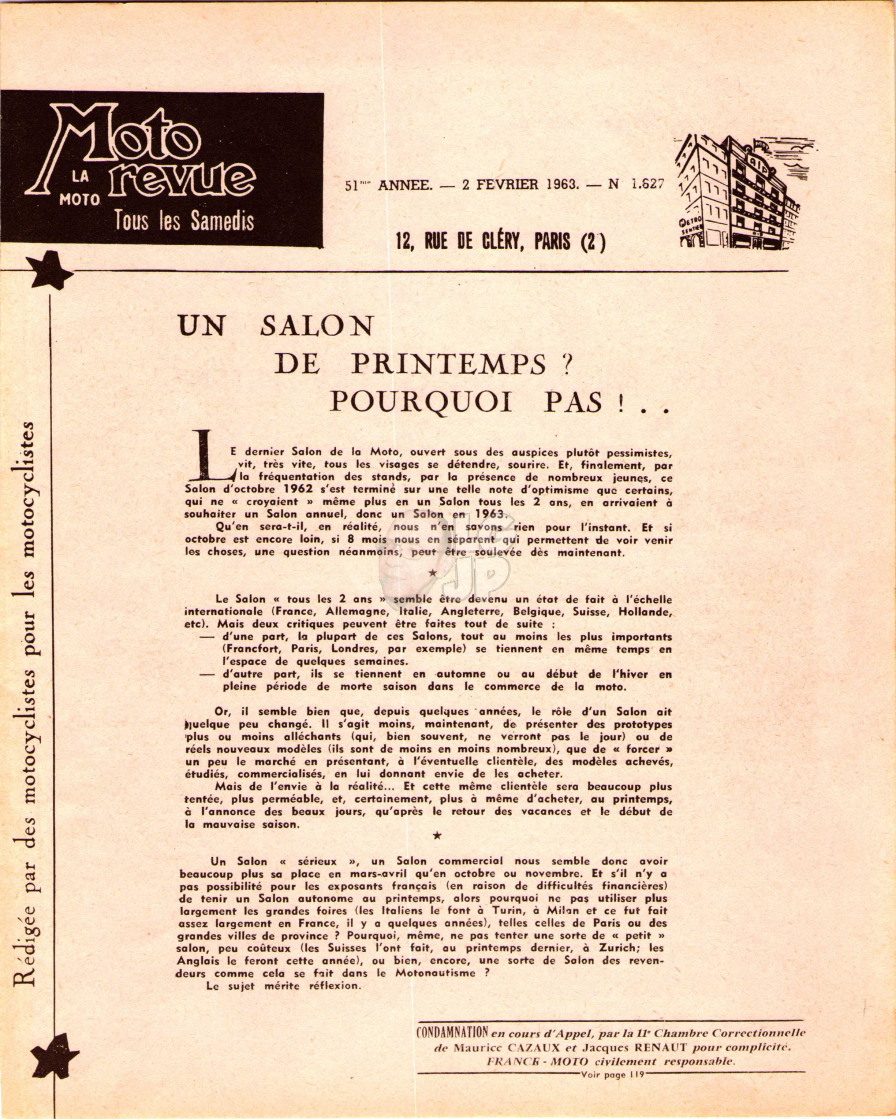 Moto
revue
LA
MOTO
Tous les Samedis
51me ANNEE. — 2 FEVRIER 1963. — N 1.627
12, RUE DE CLÉRY, PARIS (2)
METRO
SENTIER
Rédigée par des motocyclistes pour les motocyclistes
UN SALON
DE PRINTEMPS ?
POURQUOI PAS ! . .
LE dernier Salon de la Moto, ouvert sous des auspices plutôt pessimistes,
vit, très vite, tous les visages se détendre, sourire. Et, finalement, par
la fréquentation des stands, par la présence de nombreux jeunes, ce
Salon d'octobre 1962 s'est terminé sur une telle note d'optimisme que certains,
qui ne « croyaient » même plus en un Salon tous les 2 ans, en arrivaient à
souhaiter un Salon annuel, donc un Salon en 1963.
Qu'en sera-t-il, en réalité, nous n'en savons rien pour l'instant. Et si
octobre est encore loin, si 8 mois nous en séparent qui permettent de voir venir
les choses, une question néanmoins, peut être soulevée dès maintenant.
Le Salon « tous les 2 ans » semble être devenu un état de fait à l'échelle
internationale (France, Allemagne, Italie, Angleterre, Belgique, Suisse, Hollande,
etc). Mais deux critiques peuvent être faites tout de suite :
— d'une part, la plupart de ces Salons, tout au moins les plus importants
(Francfort, Paris, Londres, par exemple) se tiennent en même temps en
l'espace de quelques semaines.
— d'autre part, ils se tiennent en automne ou au début de l'hiver en
pleine période de morte saison dans le commerce de la moto.
Or, il semble bien que, depuis quelques années, le rôle d'un Salon ait
quelque peu changé. Il s'agit moins, maintenant, de présenter des prototypes
plus ou moins alléchants (qui, bien souvent, ne verront pas le jour) ou de
réels nouveaux modèles (ils sont de moins en moins nombreux), que de « forcer »
un peu le marché en présentant, à l'éventuelle clientèle, des modèles achevés,
étudiés, commercialisés, en lui donnant envie de les acheter.
Mais de l'envie à la réalité... Et cette même clientèle sera beaucoup plus
tentée, plus perméable, et, certainement, plus à même d'acheter, au printemps,
à l'annonce des beaux jours, qu'après le retour des vacances et le début de
la mauvaise saison.
Un Salon « sérieux », un Salon commercial nous semble donc avoir
beaucoup plus sa place en mars-avril qu'en octobre ou novembre. Et s'il n'y a
pas possibilité pour les exposants français (en raison de difficultés financières)
de tenir un Salon autonome au printemps, alors pourquoi ne pas utiliser plus
largement les grandes foires (les Italiens le font à Turin, à Milan et ce fut fait
assez largement en France, il y a quelques années), telles celles de Paris ou des
grandes villes de province ? Pourquoi, même, ne pas tenter une sorte de « petit »
salon, peu coûteux (les Suisses l'ont fait, au printemps dernier, à Zurich; les
Anglais le feront cette année), ou bien, encore, une sorte de Salon des reven-
deurs comme cela se fait dans le Motonautisme ?
Le sujet mérite réflexion.
CONDAMNATION en cours d'Appel, par la 11e Chambre Correctionnelle
de Maurice CAZAUX et Jacques RENAUT pour complicité.
FRANCE - MOTO civilement responsable.
Voir page 119